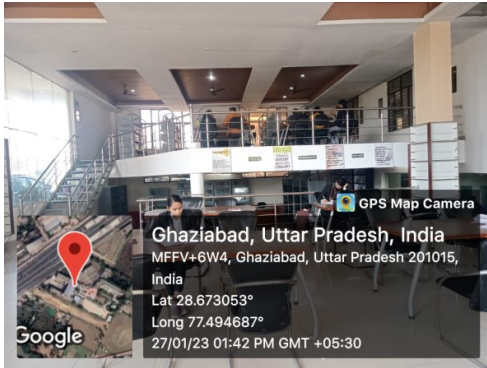 GPS Map Camera
Ghaziabad, Uttar Pradesh, India
MFFV+6W4, Ghaziabad, Uttar Pradesh 201015,
India
Lat 28.673053°
Long 77.494687°
27/01/23 01:42 PM GMT +05:30
Google